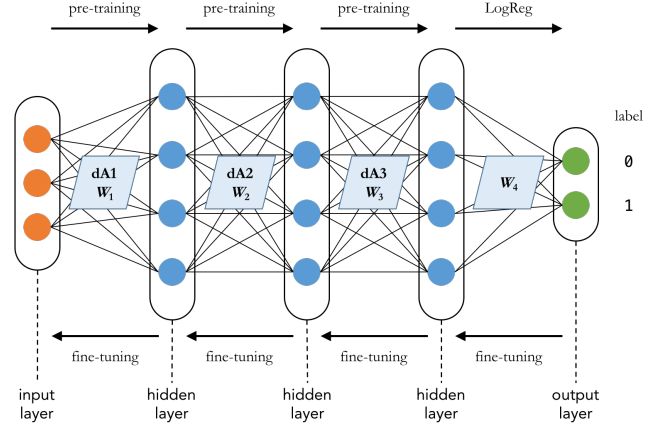 pre-training
pre-training
pre-training
LogReg
label
0
1
dA1
W₁
dA2
W₂
dA3
W₃
W₄
fine-tuning
fine-tuning
fine-tuning
fine-tuning
input
layer
hidden
layer
hidden
layer
hidden
layer
output
layer